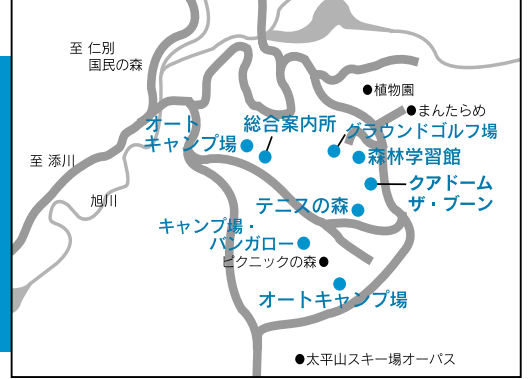 至 仁別
国民の森
植物園
まんたらめ
オート
キャンプ場
総合案内所
グラウンドゴルフ場
森林学習館
至 添川
クアドーム
ザ・ブーン
旭川
テニスの森
キャンプ場・
バンガロー
ピクニックの森
オートキャンプ場
太平山スキー場オーパス